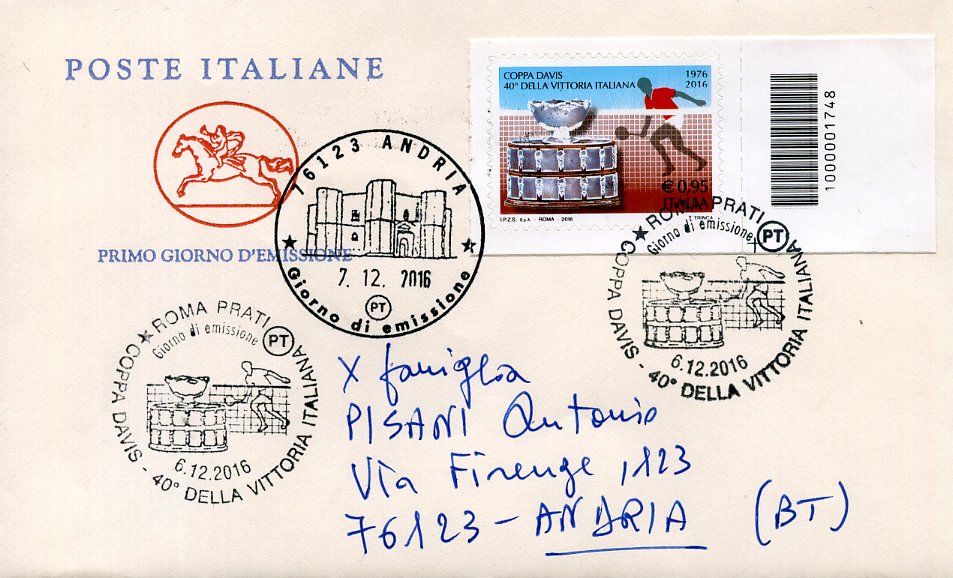 POSTE ITALIANE
PRIMO GIORNO D'EMISSIONE
COPPA DAVIS 1976
40° DELLA VITTORIA ITALIANA 2016
€ 0,95
ITALIA
I.P.Z.S. S.p.A. - ROMA - 2016
E. TRINCA
1000001748
76123 ANDRIA
7. 12. 2016
PT
Giorno di emissione
ROMA PRATI
Giorno di emissione
PT
6.12.2016
COPPA DAVIS - 40° DELLA VITTORIA ITALIANA
ROMA PRATI
Giorno di emissione
PT
6.12.2016
COPPA DAVIS - 40° DELLA VITTORIA ITALIANA
X famiglia
PISANI Antonio
Via Firenze, 123
76123 - ANDRIA (BT)